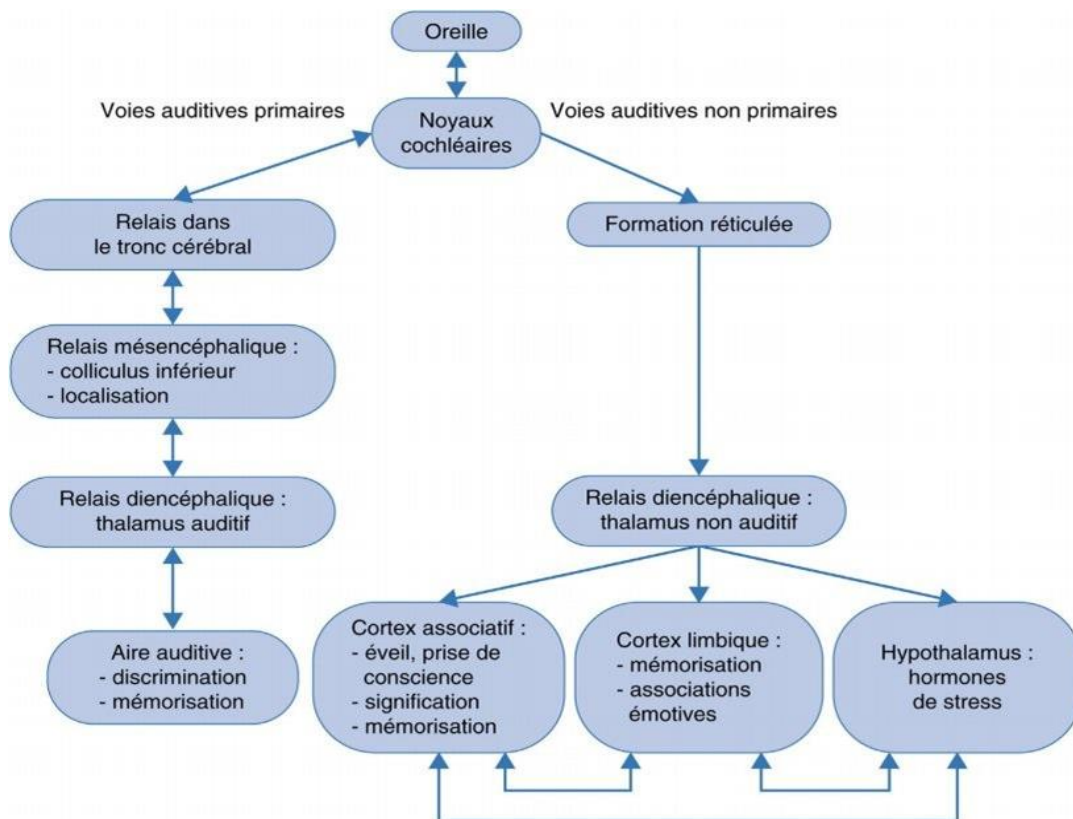 Oreille
Voies auditives primaires
Voies auditives non primaires
Noyaux
cochléaires
Relais dans
le tronc cérébral
Formation réticulée
Relais mésencéphalique :
- colliculus inférieur
- localisation
Relais diencéphalique :
thalamus auditif
Relais diencéphalique :
thalamus non auditif
Aire auditive :
- discrimination
- mémorisation
Cortex associatif :
- éveil, prise de
conscience
- signification
- mémorisation
Cortex limbique :
- mémorisation
- associations
émotives
Hypothalamus :
hormones
de stress